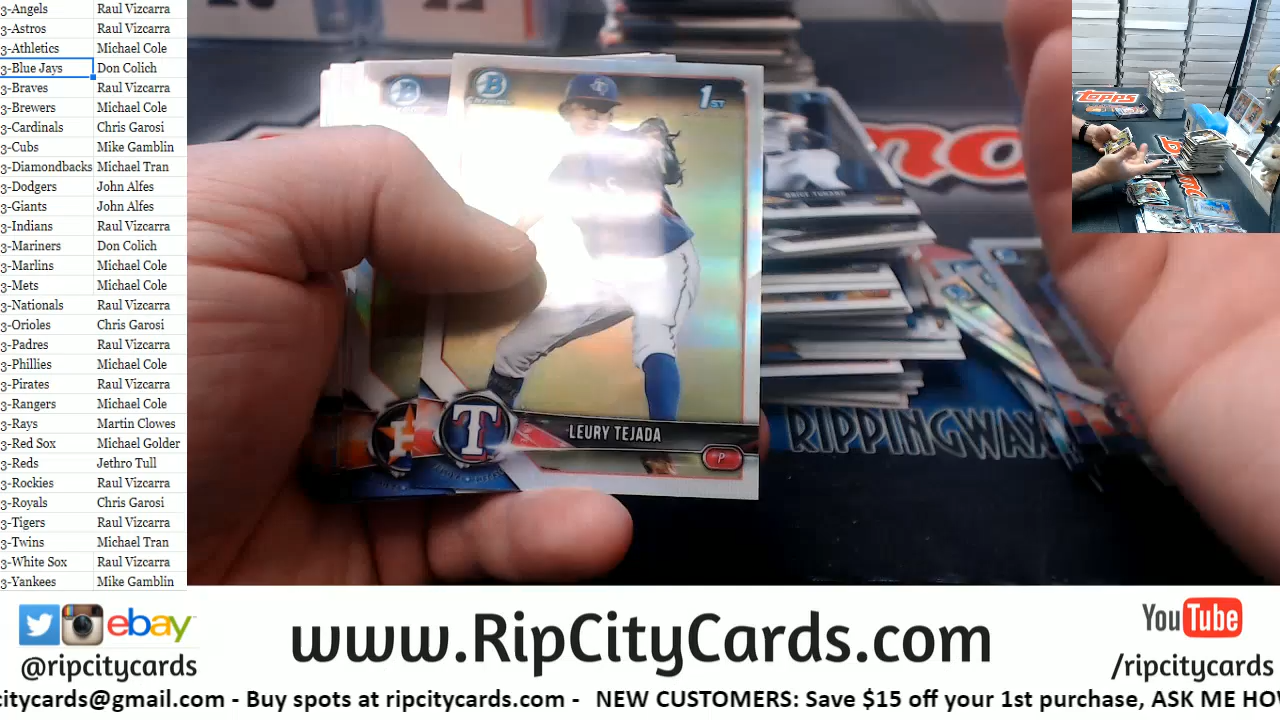 3-Angels Raul Vizcarra
3-Astros Raul Vizcarra
3-Athletics Michael Cole
3-Blue Jays Don Colich
3-Braves Raul Vizcarra
3-Brewers Michael Cole
3-Cardinals Chris Garosi
3-Cubs Mike Gamblin
3-Diamondbacks Michael Tran
3-Dodgers John Alfes
3-Giants John Alfes
3-Indians Raul Vizcarra
3-Mariners Don Colich
3-Marlins Michael Cole
3-Mets Michael Cole
3-Nationals Raul Vizcarra
3-Orioles Chris Garosi
3-Padres Raul Vizcarra
3-Phillies Michael Cole
3-Pirates Raul Vizcarra
3-Rangers Michael Cole
3-Rays Martin Clowes
3-Red Sox Michael Golder
3-Reds Jethro Tull
3-Rockies Raul Vizcarra
3-Royals Chris Garosi
3-Tigers Raul Vizcarra
3-Twins Michael Tran
3-White Sox Raul Vizcarra
3-Yankees Mike Gamblin
B
B
Chrome
1ST
T
LEURY TEJADA
P
H
RIPPINGWAX
Topps
ebay
@ripcitycards
www.RipCityCards.com
YouTube
/ripcitycards
citycards@gmail.com - Buy spots at ripcitycards.com - NEW CUSTOMERS: Save $15 off your 1st purchase, ASK ME HOW